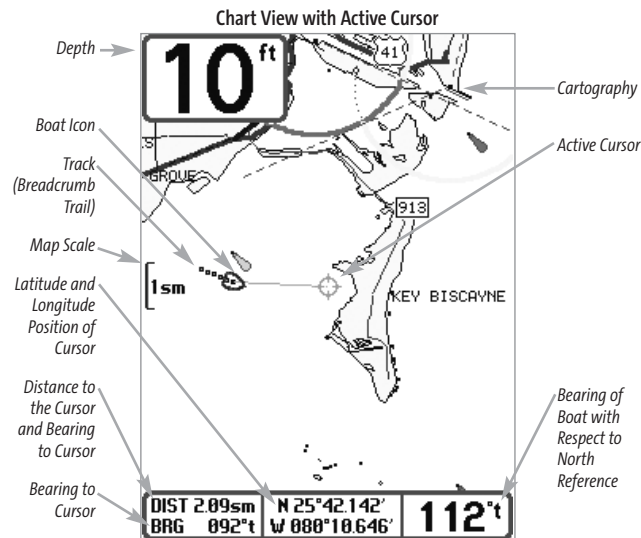 Chart View with Active Cursor
Depth
10 ft
41
Cartography
Boat Icon
Active Cursor
Track
(Breadcrumb
Trail)
S
GROVE
913
Map Scale
1sm
KEY BISCAYNE
Latitude and
Longitude
Position of
Cursor
Distance to
the Cursor
and Bearing
to Cursor
Bearing of
Boat with
Respect to
North
Reference
Bearing to
Cursor
DIST 2.09sm
BRG 092°t
N 25°42.142'
W 080°10.646'
112°t